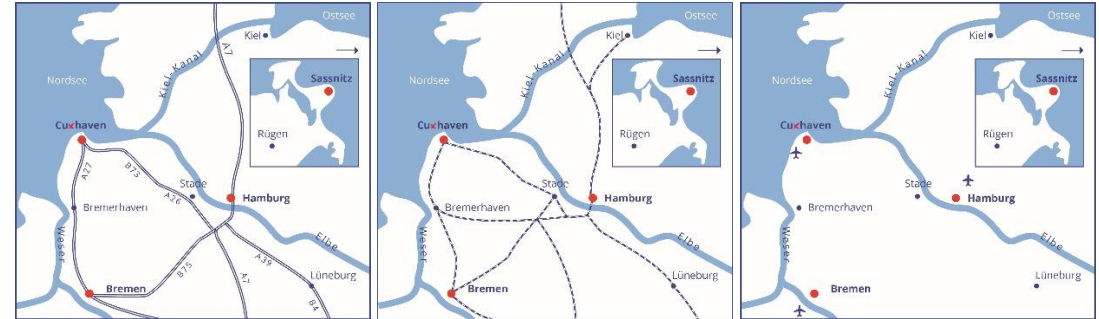 Ostsee
Kiel
A7
Kiel-Kanal
Nordsee
Sassnitz
Rügen
Cuxhaven
A27
B73
A26
Stade
Hamburg
Bremerhaven
Weser
Elbe
B75
A39
A7
Lüneburg
B4
Bremen
Ostsee
Kiel
Kiel-Kanal
Nordsee
Sassnitz
Rügen
Cuxhaven
Stade
Hamburg
Bremerhaven
Weser
Elbe
Lüneburg
Bremen
Ostsee
Kiel
Kiel-Kanal
Nordsee
Sassnitz
Rügen
Cuxhaven
Stade
Hamburg
Bremerhaven
Weser
Elbe
Lüneburg
Bremen